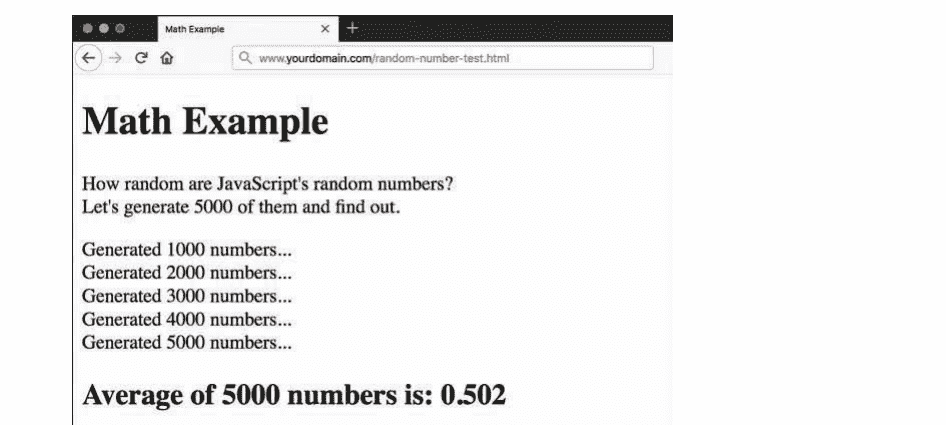 Math Example
www.yourdomain.com/random-number-test.html
Math Example
How random are JavaScript's random numbers?
Let's generate 5000 of them and find out.
Generated 1000 numbers...
Generated 2000 numbers...
Generated 3000 numbers...
Generated 4000 numbers...
Generated 5000 numbers...
Average of 5000 numbers is: 0.502